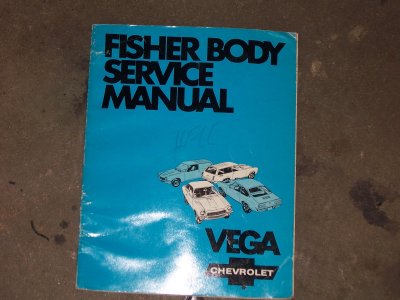 FISHER BODY
SERVICE
MANUAL
VEGA
CHEVROLET